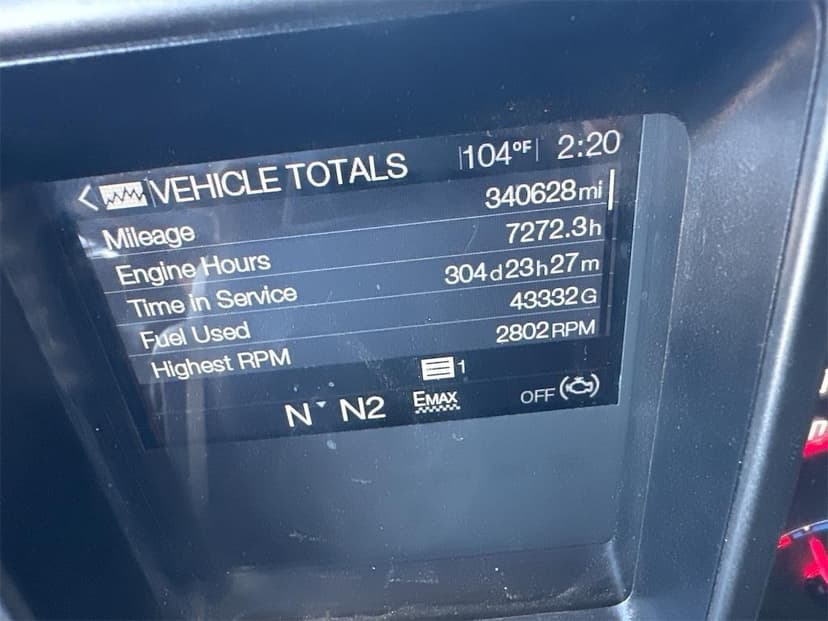 VEHICLE TOTALS 104°F 2:20
Mileage 340628mi
Engine Hours 7272.3h
Time in Service 304d23h27m
Fuel Used 43332G
Highest RPM 2802RPM
1
N N2 EMAX OFF